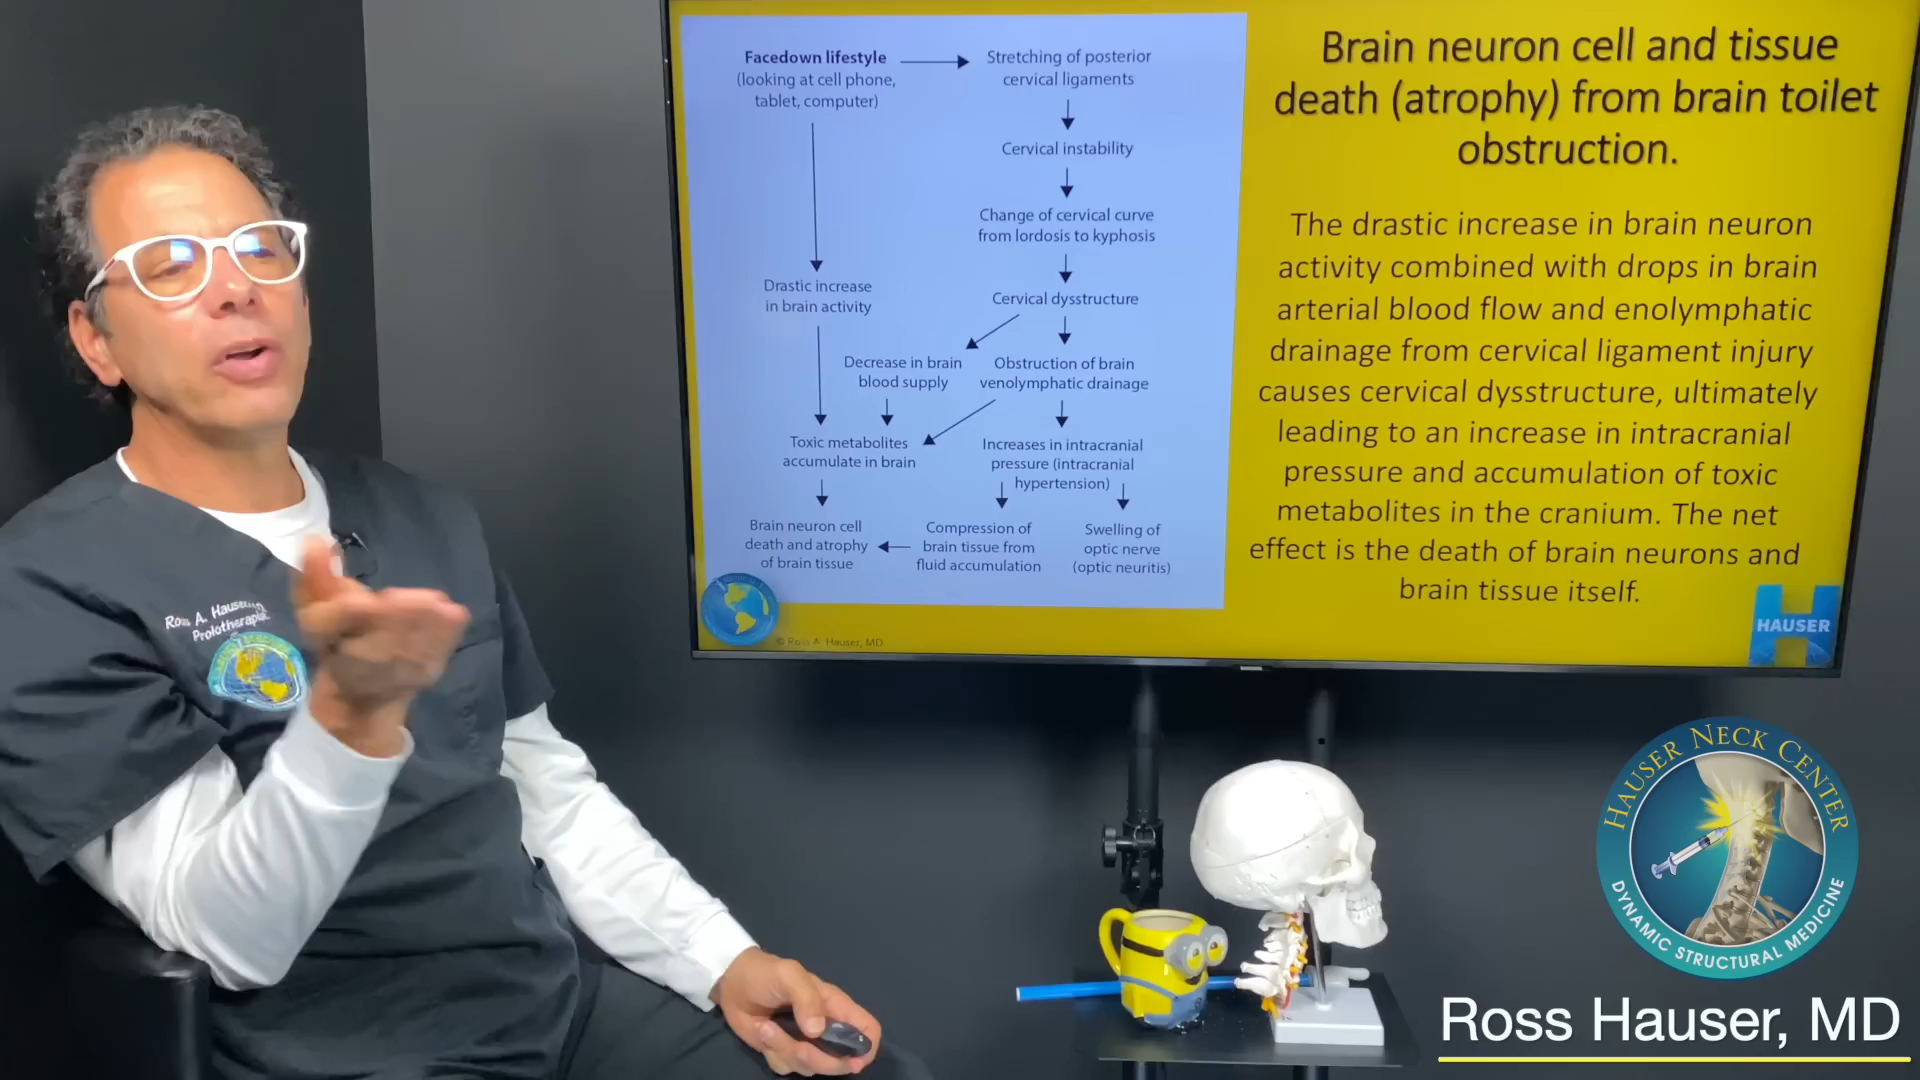 Facedown lifestyle
(looking at cell phone,
tablet, computer)
Stretching of posterior
cervical ligaments
Cervical instability
Change of cervical curve
from lordosis to kyphosis
Drastic increase
in brain activity
Cervical dysstructure
Decrease in brain
blood supply
Obstruction of brain
venolymphatic drainage
Toxic metabolites
accumulate in brain
Increases in intracranial
pressure (intracranial
hypertension)
Brain neuron cell
death and atrophy
of brain tissue
Compression of
brain tissue from
fluid accumulation
Swelling of
optic nerve
(optic neuritis)
© Ross A. Hauser, MD
Brain neuron cell and tissue
death (atrophy) from brain toilet
obstruction.
The drastic increase in brain neuron
activity combined with drops in brain
arterial blood flow and enolymphatic
drainage from cervical ligament injury
causes cervical dysstructure, ultimately
leading to an increase in intracranial
pressure and accumulation of toxic
metabolites in the cranium. The net
effect is the death of brain neurons and
brain tissue itself.
HAUSER
Ross A. Hauser
Prolotherapist
HAUSER NECK CENTER
DYNAMIC STRUCTURAL MEDICINE
Ross Hauser, MD